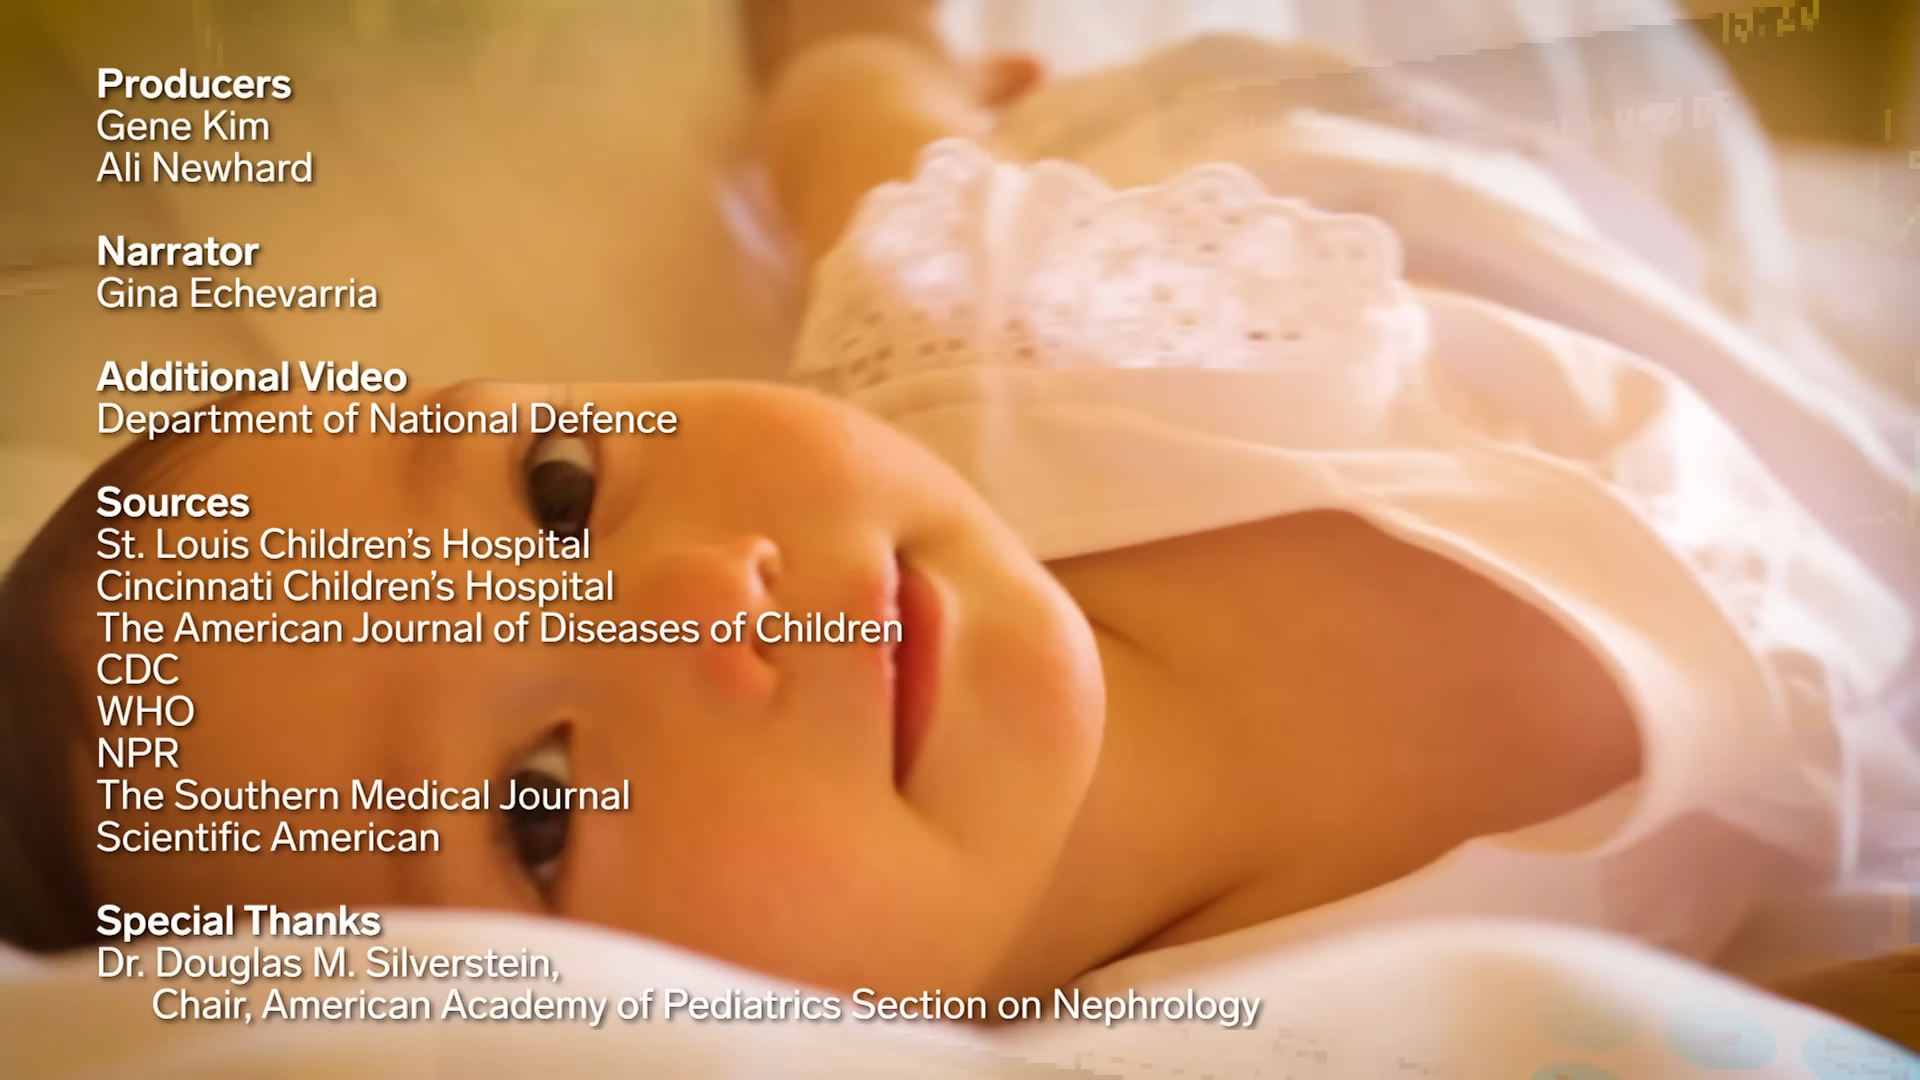 Producers
Gene Kim
Ali Newhard
Narrator
Gina Echevarria
Additional Video
Department of National Defence
Sources
St. Louis Children's Hospital
Cincinnati Children's Hospital
The American Journal of Diseases of Children
CDC
WHO
NPR
The Southern Medical Journal
Scientific American
Special Thanks
Dr. Douglas M. Silverstein,
Chair, American Academy of Pediatrics Section on Nephrology